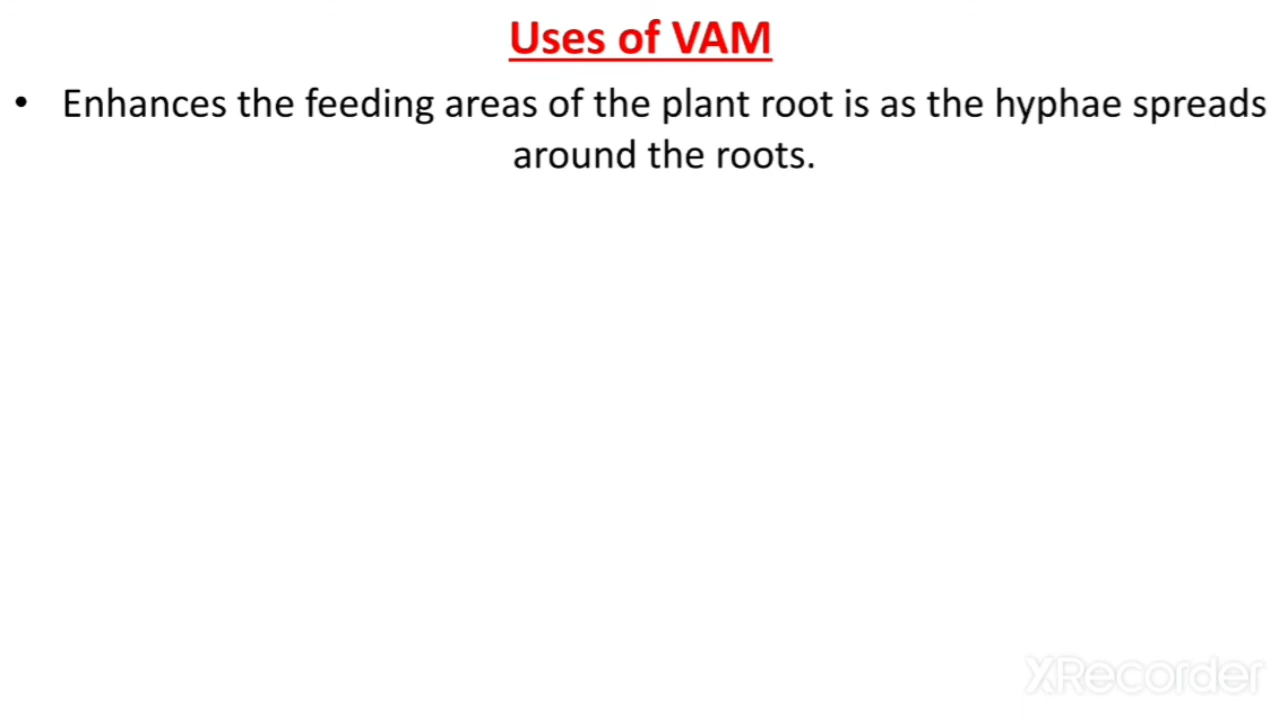 Uses of VAM
• Enhances the feeding areas of the plant root is as the hyphae spreads
around the roots.
XRecorder